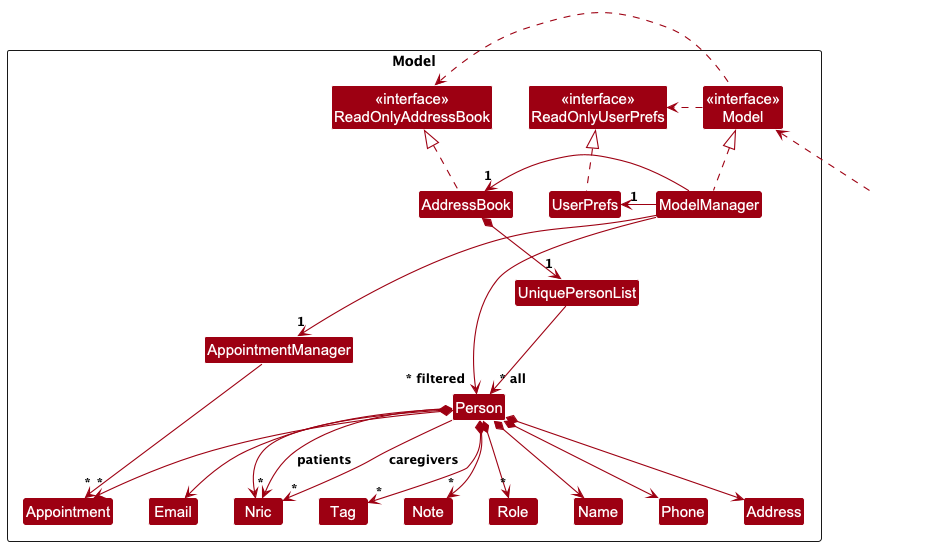 Model
«interface»
ReadOnlyAddressBook
«interface»
ReadOnlyUserPrefs
«interface»
Model
1
AddressBook
UserPrefs
1
ModelManager
1
UniquePersonList
1
AppointmentManager
* filtered
* all
Person
patients
caregivers
* * * * * * *
Appointment
Email
Nric
Tag
Note
Role
Name
Phone
Address